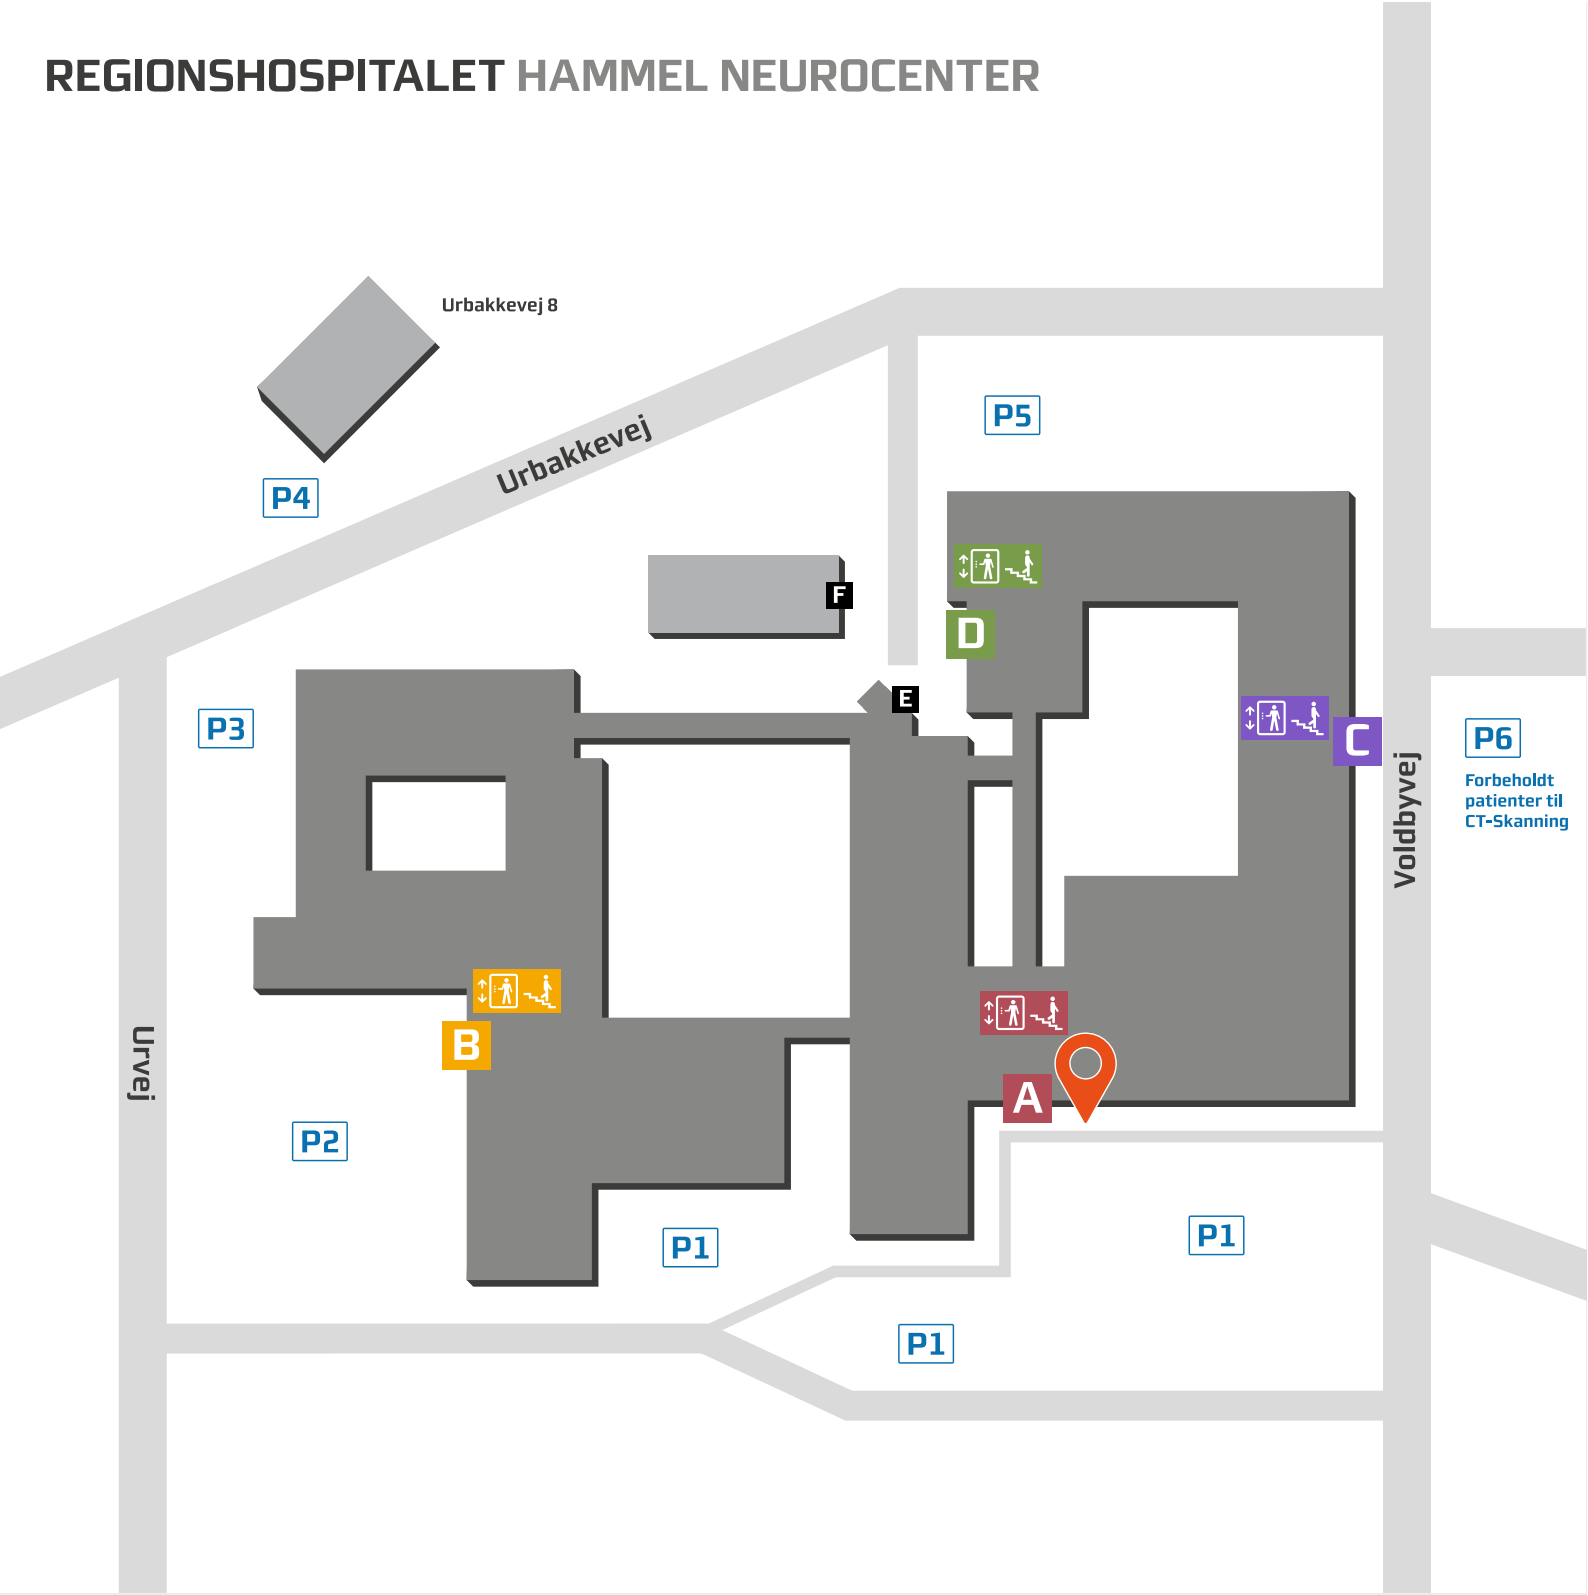 REGIONSHOSPITALET HAMMEL NEUROCENTER
Urbakkevej 8
Urbakkevej
P5
P4
F
D
E
P3
C
P6
Forbeholdt
patienter til
CT-Skanning
Voldbyvej
B
Urvej
A
P2
P1
P1
P1